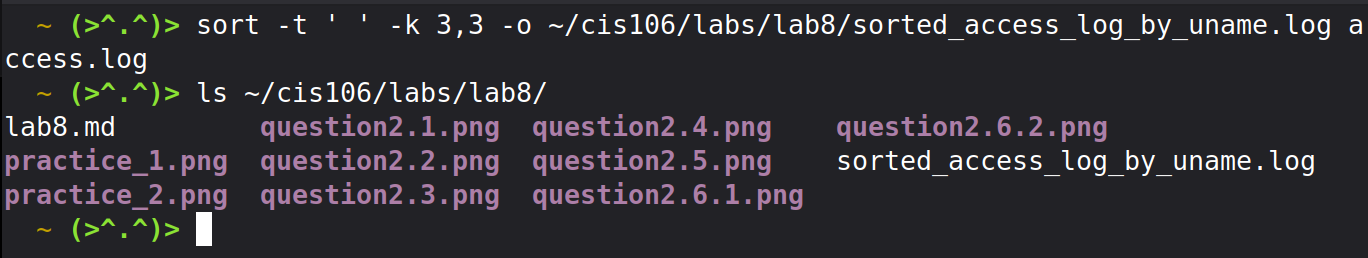 ~ (>^.^)> sort -t ' ' -k 3,3 -o ~/cis106/labs/lab8/sorted_access_log_by_uname.log a
ccess.log
~ (>^.^)> ls ~/cis106/labs/lab8/
lab8.md question2.1.png question2.4.png question2.6.2.png
practice_1.png question2.2.png question2.5.png sorted_access_log_by_uname.log
practice_2.png question2.3.png question2.6.1.png
~ (>^.^)>